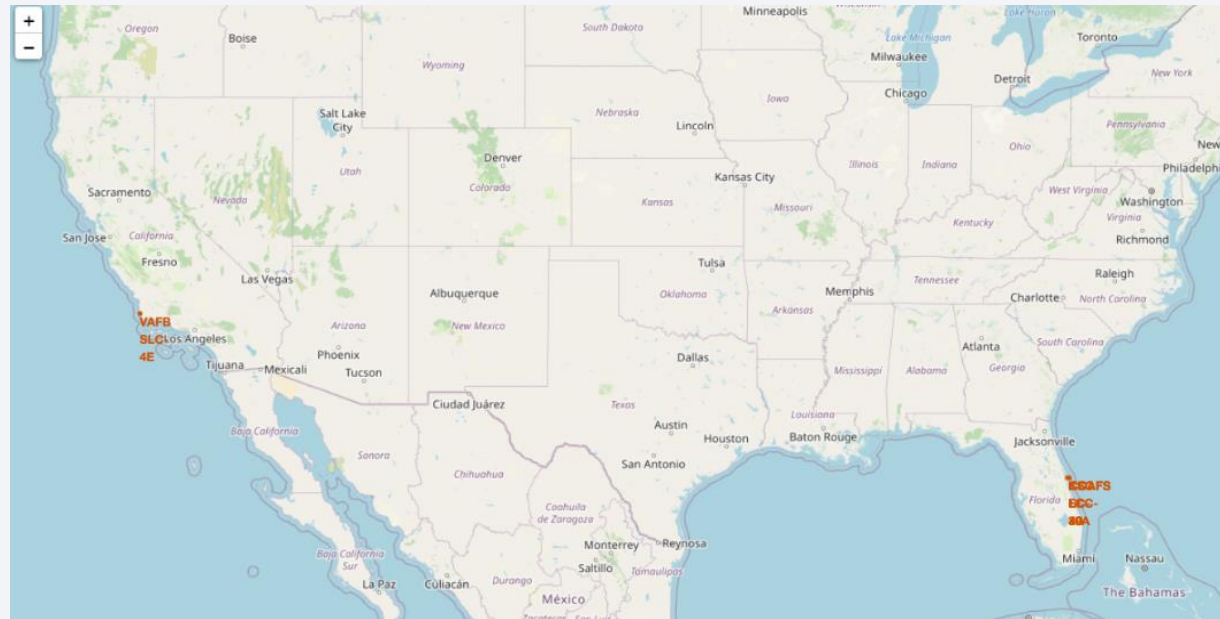 +
−
Oregon
Boise
Wyoming
South Dakota
Minneapolis
Lake Huron
Toronto
Lake Michigan
Milwaukee
Detroit
New York
Chicago
Iowa
Salt Lake
City
Nebraska
Lincoln
Pennsylvania
New
Philadelph
Illinois
Indiana
Ohio
Denver
Colorado
Utah
Kansas City
Kansas
Missouri
West Virginia
Washington
Virginia
Richmond
Kentucky
Sacramento
Nevada
San Jose
California
Fresno
Las Vegas
Tulsa
Oklahoma
Albuquerque
New Mexico
Memphis
Arkansas
Tennessee
Raleigh
Charlotte
North Carolina
VAFB
SLC-
4E
Los Angeles
Arizona
Phoenix
Tucson
Tijuana
Mexicali
Dallas
Atlanta
South Carolina
Mississippi
Alabama
Georgia
Ciudad Juárez
Texas
Louisiana
Austin
Houston
Baton Rouge
Jacksonville
San Antonio
Baja California
Sonora
Chihuahua
Coahuila
de Zaragoza
Florida
Monterrey
Reynosa
Saltillo
Tamaulipas
Miami
Nassau
The Bahamas
Baja California
Sur
La Paz
Culiacán
Durango
México